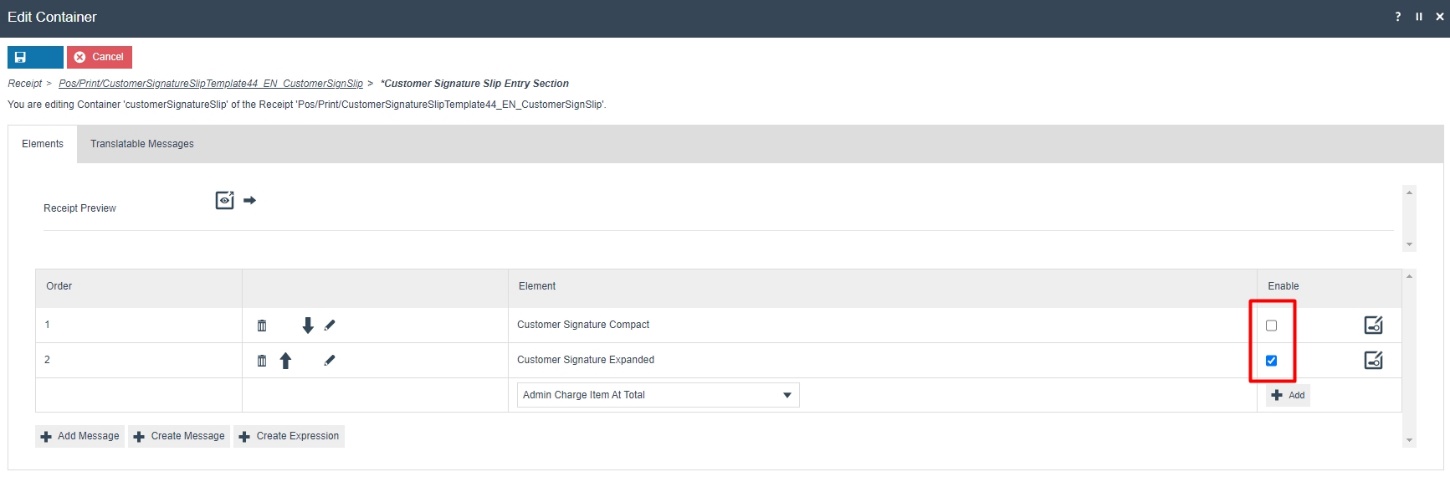 Edit Container
?
Cancel
Receipt > Pos/Print/CustomerSignatureSlipTemplate44_EN_CustomerSignSlip > *Customer Signature Slip Entry Section
You are editing Container 'customerSignatureSlip' of the Receipt 'Pos/Print/CustomerSignatureSlipTemplate44_EN_CustomerSignSlip'.
Elements Translatable Messages
Receipt Preview
Order Element Enable
1 Customer Signature Compact
2 Customer Signature Expanded
Admin Charge Item At Total Add
Add Message Create Message Create Expression